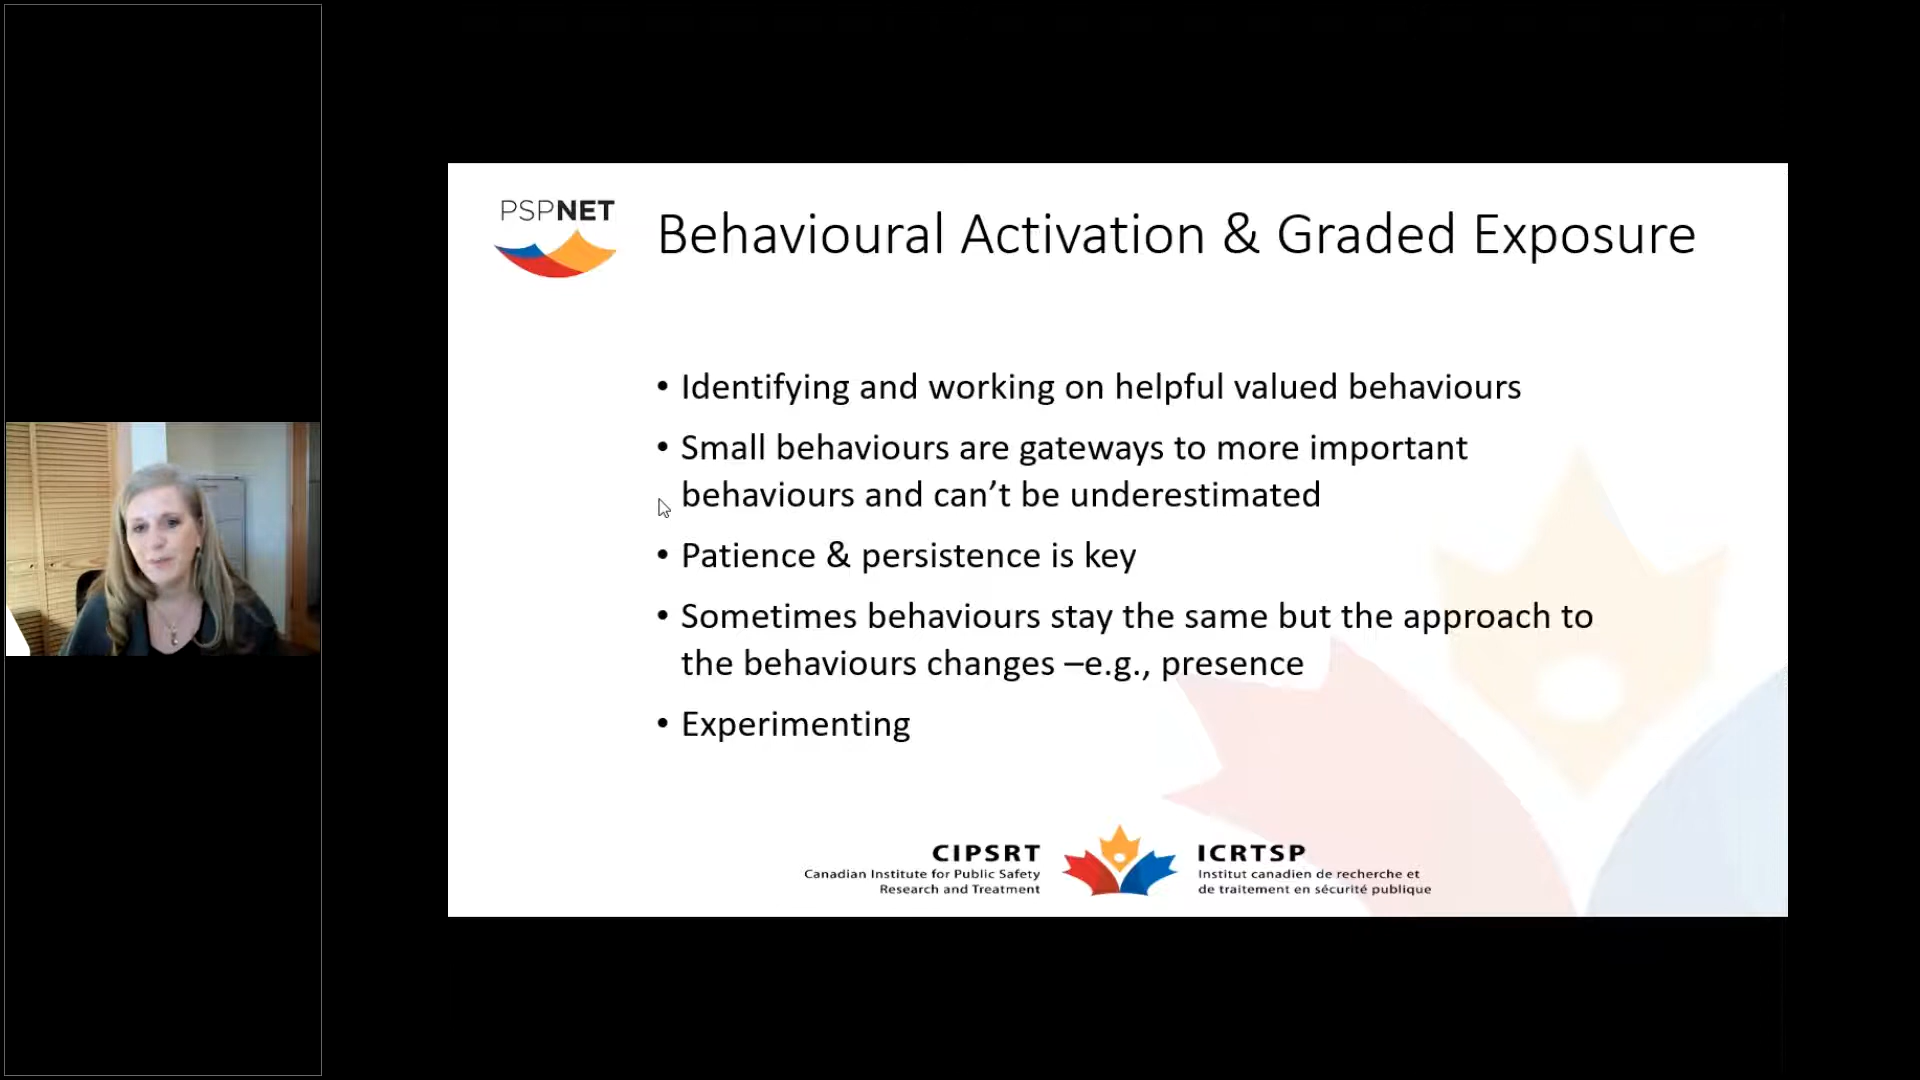 PSPNET
Behavioural Activation & Graded Exposure
• Identifying and working on helpful valued behaviours
• Small behaviours are gateways to more important
behaviours and can’t be underestimated
• Patience & persistence is key
• Sometimes behaviours stay the same but the approach to
the behaviours changes –e.g., presence
• Experimenting
CIPSRT
Canadian Institute for Public Safety
Research and Treatment
ICRTSP
Institut canadien de recherche et
de traitement en sécurité publique